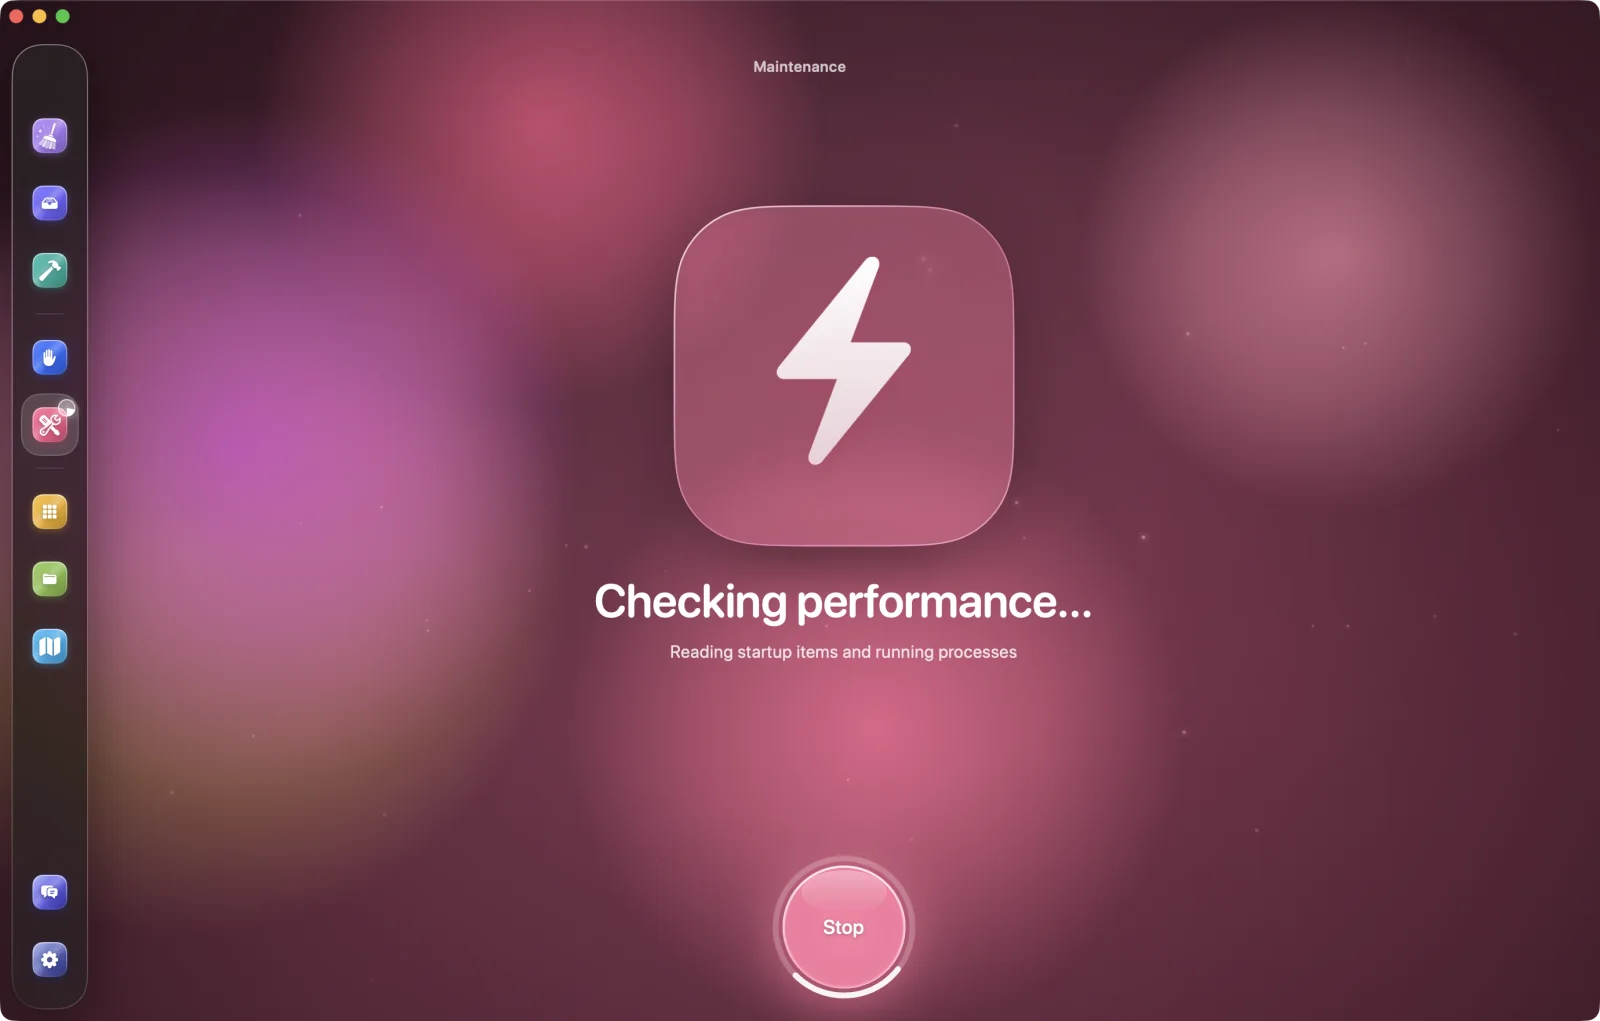 Maintenance
Checking performance...
Reading startup items and running processes
Stop